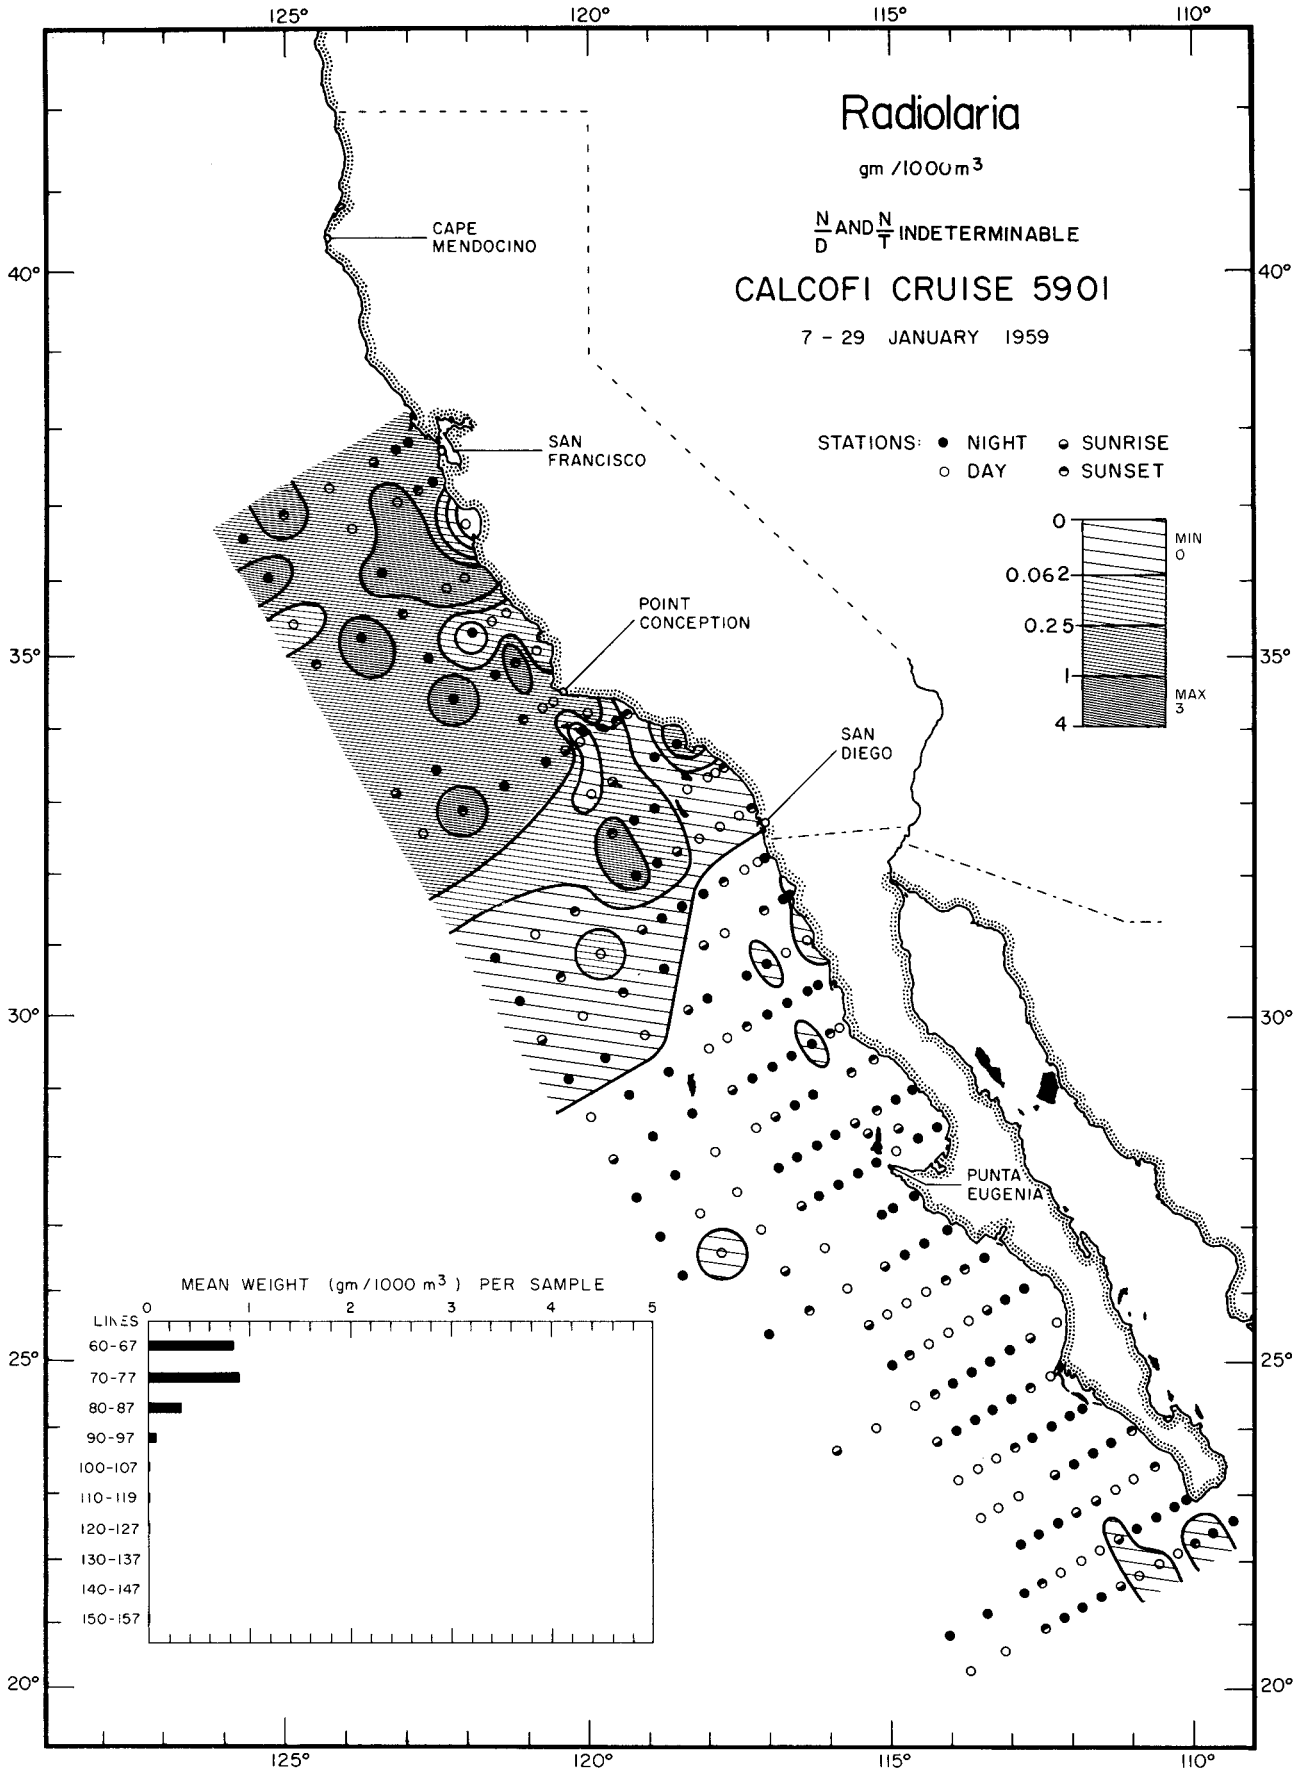 125° 120° 115° 110°
Radiolaria
gm /1000 m³
N/D AND N/T INDETERMINABLE
CALCOFI CRUISE 5901
7 - 29 JANUARY 1959
CAPE
MENDOCINO
40° 40°
STATIONS: ● NIGHT SUNRISE
○ DAY SUNSET
SAN
FRANCISCO
0
MIN
0
0.062
0.25
1
MAX
3
4
POINT
CONCEPTION
35° 35°
SAN
DIEGO
30° 30°
PUNTA
EUGENIA
MEAN WEIGHT (gm/1000 m³) PER SAMPLE
0 1 2 3 4 5
LINES
60-67
70-77
80-87
90-97
100-107
110-119
120-127
130-137
140-147
150-157
25° 25°
20° 20°
125° 120° 115° 110°